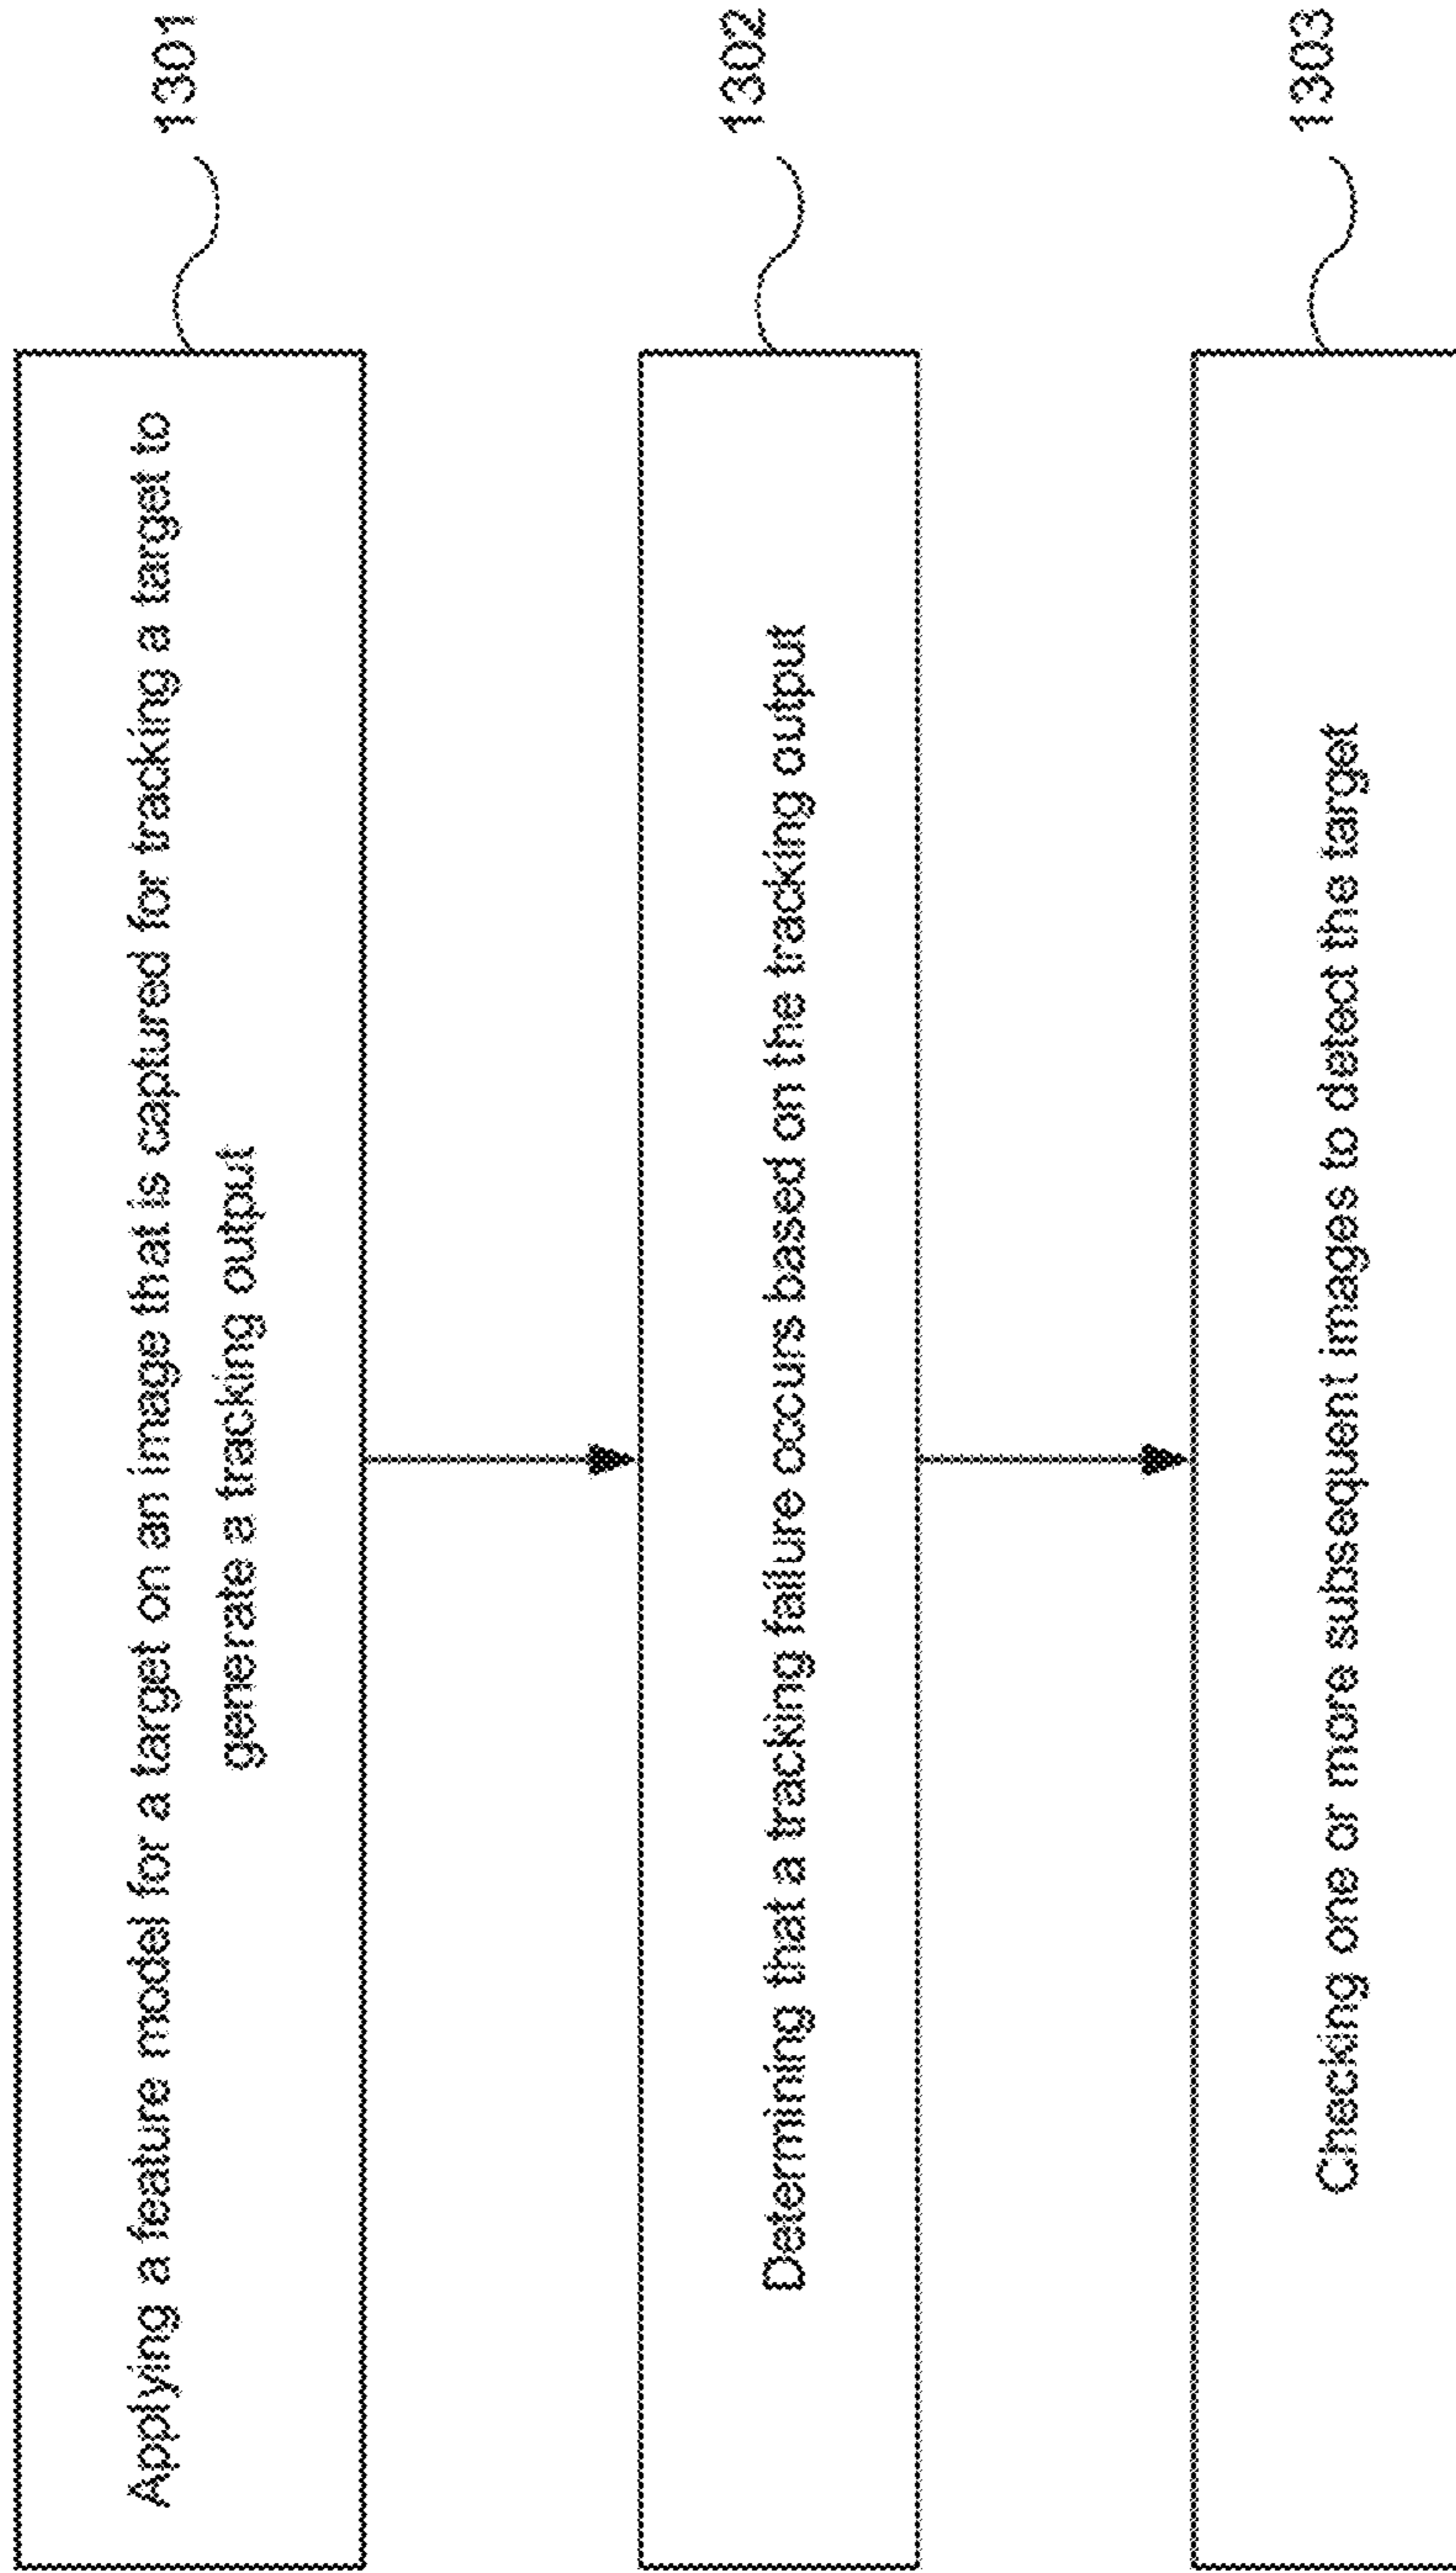 Applying a feature model for a target on an image that is captured for tracking a target to
generate a tracking output
1301
Determining that a tracking failure occurs based on the tracking output
1302
Checking one or more subsequent images to detect the target
1303